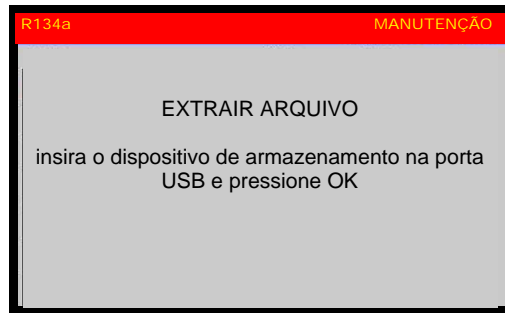 R134a MANUTENÇÃO
EXTRAIR ARQUIVO
insira o dispositivo de armazenamento na porta
USB e pressione OK